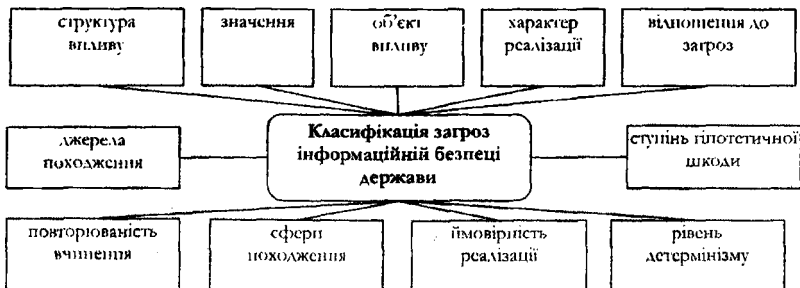 структура
впливу
значення
об'єкт
впливу
характер
реалізації
відношення до
загроз
джерела
походження
Класифікація загроз
інформаційній безпеці
держави
ступінь гіпотетичної
шкоди
повторюваність
вчинення
сфери
походження
ймовірність
реалізації
рівень
детермінізму